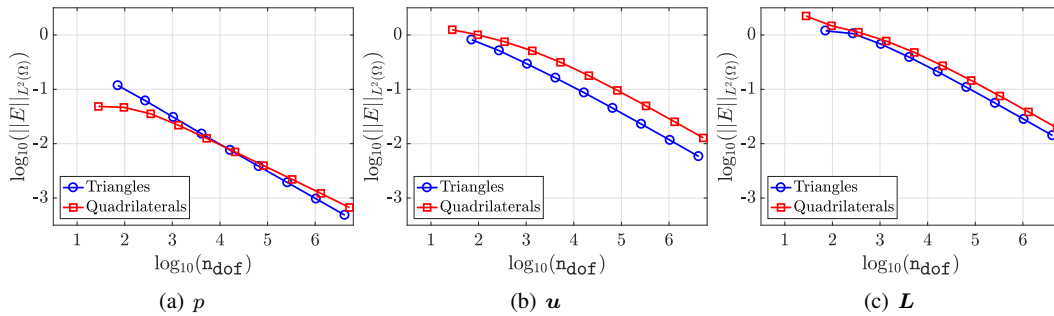 0
-1
-2
-3
log10(||E||L2(Ω))
Triangles
Quadrilaterals
1 2 3 4 5 6
log10(ndof)
(a) p
0
-1
-2
-3
log10(||E||L2(Ω))
Triangles
Quadrilaterals
1 2 3 4 5 6
log10(ndof)
(b) u
0
-1
-2
-3
log10(||E||L2(Ω))
Triangles
Quadrilaterals
1 2 3 4 5 6
log10(ndof)
(c) L